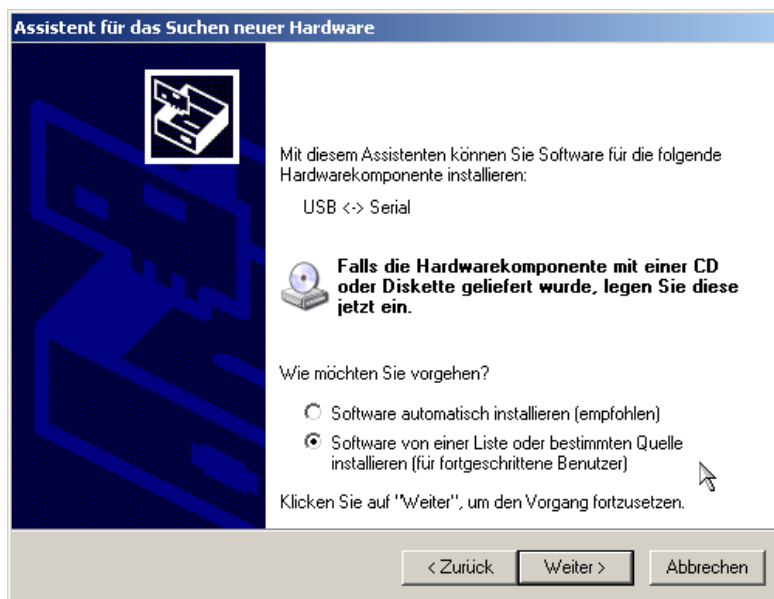 Assistent für das Suchen neuer Hardware
Mit diesem Assistenten können Sie Software für die folgende
Hardwarekomponente installieren:
USB <-> Serial
Falls die Hardwarekomponente mit einer CD
oder Diskette geliefert wurde, legen Sie diese
jetzt ein.
Wie möchten Sie vorgehen?
Software automatisch installieren (empfohlen)
Software von einer Liste oder bestimmten Quelle
installieren (für fortgeschrittene Benutzer)
Klicken Sie auf "Weiter", um den Vorgang fortzusetzen.
< Zurück Weiter > Abbrechen